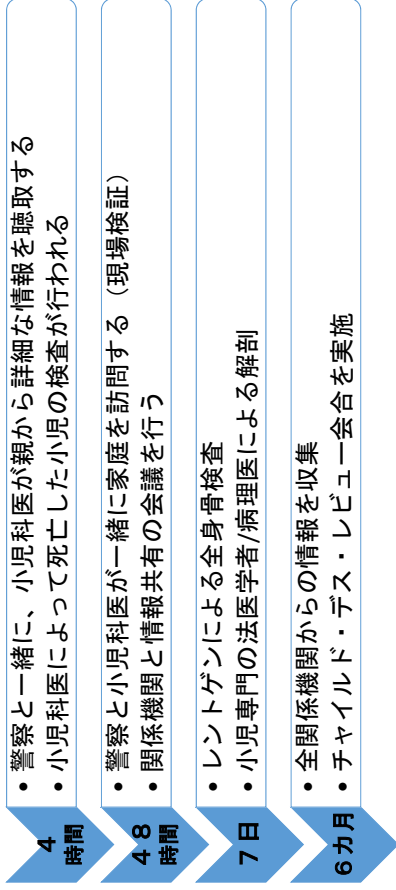 ４
時間
• 警察と一緒に、小児科医が親から詳細な情報を聴取する
• 小児科医によって死亡した小児の検査が行われる
４８
時間
• 警察と小児科医が一緒に家庭を訪問する（現場検証）
• 関係機関と情報共有の会議を行う
７日
• レントゲンによる全身骨検査
• 小児専門の法医学者/病理医による解剖
６カ月
• 全関係機関からの情報を収集
• チャイルド・デス・レビュー会合を実施